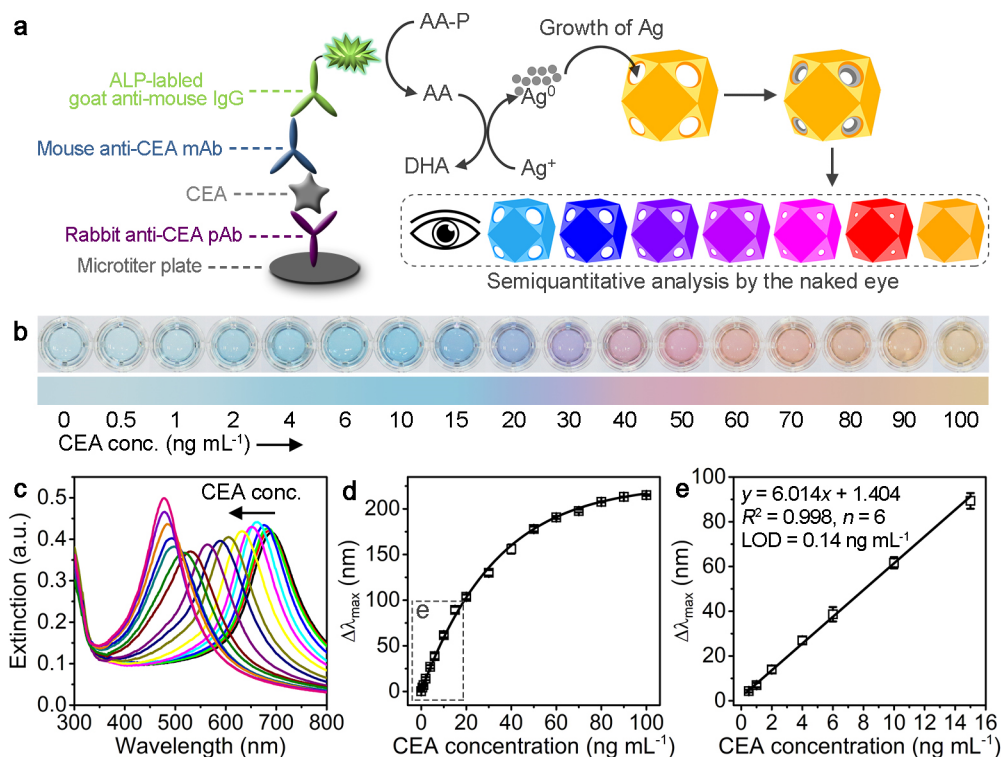 a
AA-P
Growth of Ag
ALP-labled
goat anti-mouse IgG
AA
Ag⁰
Mouse anti-CEA mAb
DHA
Ag⁺
CEA
Rabbit anti-CEA pAb
Microtiter plate
Semiquantitative analysis by the naked eye
b
0 0.5 1 2 4 6 10 15 20 30 40 50 60 70 80 90 100
CEA conc. (ng mL⁻¹)
c
CEA conc.
0.5
0.4
0.3
0.2
0.1
0.0
Extinction (a.u.)
300 400 500 600 700 800
Wavelength (nm)
d
200
150
100
50
0
Δλmax (nm)
e
0 20 40 60 80 100
CEA concentration (ng mL⁻¹)
e
y = 6.014x + 1.404
R² = 0.998, n = 6
LOD = 0.14 ng mL⁻¹
100
80
60
40
20
0
Δλmax (nm)
0 2 4 6 8 10 12 14 16
CEA concentration (ng mL⁻¹)